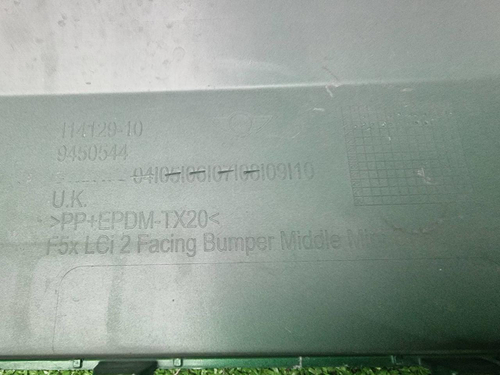 114129-10
9450544
04|05|06|07|08|09|10
U.K.
>PP+EPDM-TX20<
F5x LCi 2 Facing Bumper Middle Mini